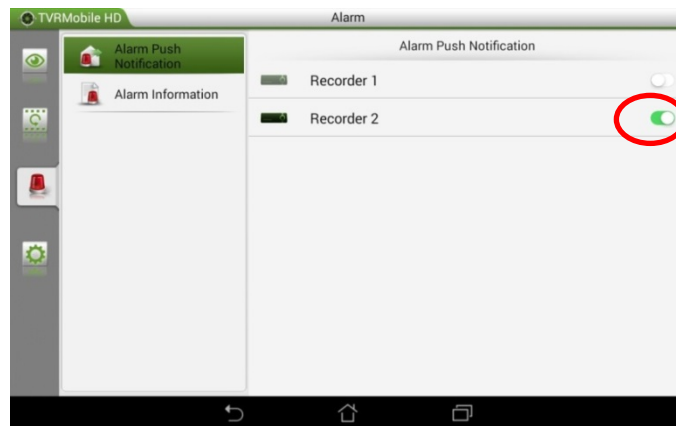 TVRMobile HD
Alarm
Alarm Push
Notification
Alarm Information
Alarm Push Notification
Recorder 1
Recorder 2